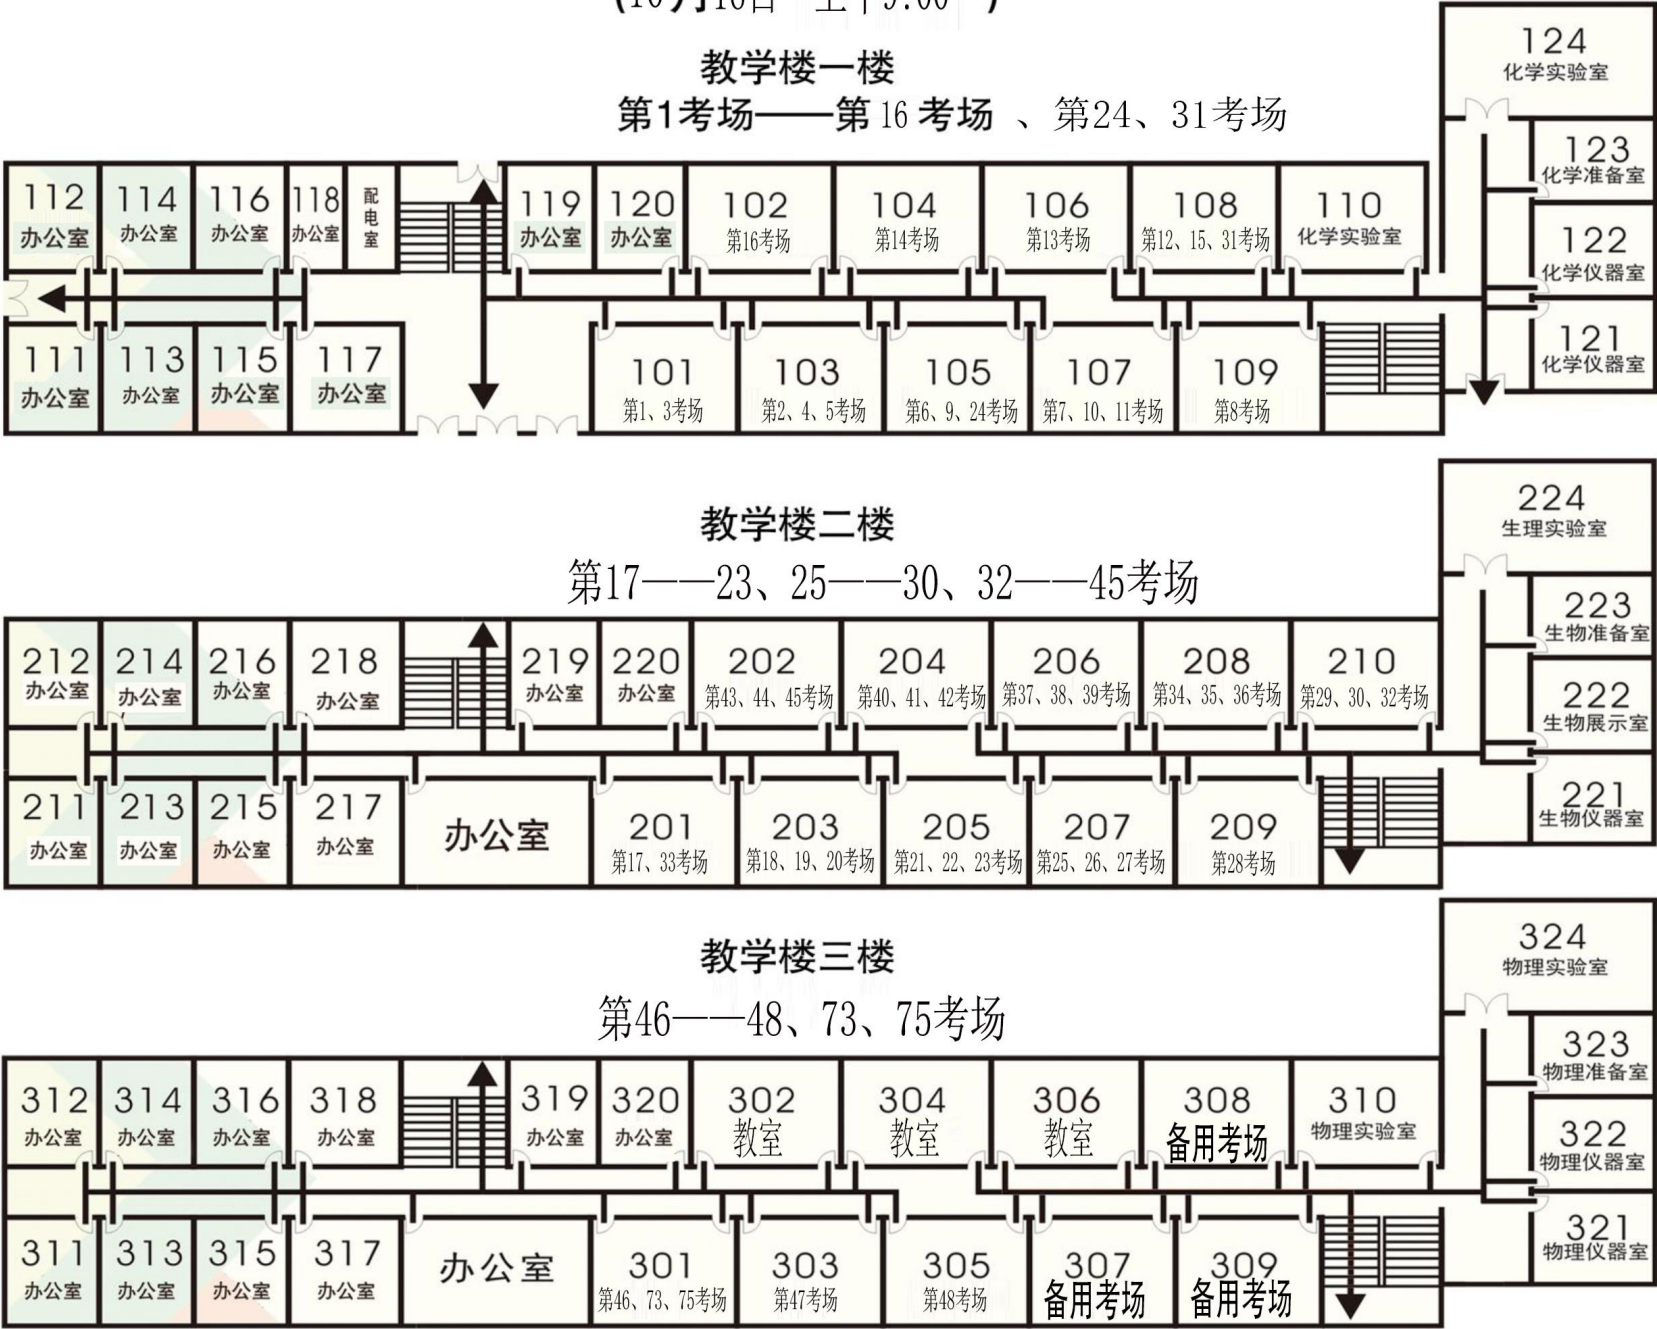 教学楼一楼
第1考场——第 16 考场 、第24、31考场
124
化学实验室
123
化学准备室
122
化学仪器室
121
化学仪器室
112
办公室
114
办公室
116
办公室
118
办公室
配电室
119
办公室
120
办公室
102
第16考场
104
第14考场
106
第13考场
108
第12、15、31考场
110
化学实验室
111
办公室
113
办公室
115
办公室
117
办公室
101
第1、3考场
103
第2、4、5考场
105
第6、9、24考场
107
第7、10、11考场
109
第8考场
教学楼二楼
第17——23、25——30、32——45考场
224
生理实验室
223
生物准备室
222
生物展示室
221
生物仪器室
212
办公室
214
办公室
216
办公室
218
办公室
219
办公室
220
办公室
202
第43、44、45考场
204
第40、41、42考场
206
第37、38、39考场
208
第34、35、36考场
210
第29、30、32考场
211
办公室
213
办公室
215
办公室
217
办公室
办公室
201
第17、33考场
203
第18、19、20考场
205
第21、22、23考场
207
第25、26、27考场
209
第28考场
教学楼三楼
第46——48、73、75考场
324
物理实验室
323
物理准备室
322
物理仪器室
321
物理仪器室
312
办公室
314
办公室
316
办公室
318
办公室
319
办公室
320
办公室
302
教室
304
教室
306
教室
308
备用考场
310
物理实验室
311
办公室
313
办公室
315
办公室
317
办公室
办公室
301
第46、73、75考场
303
第47考场
305
第48考场
307
备用考场
309
备用考场